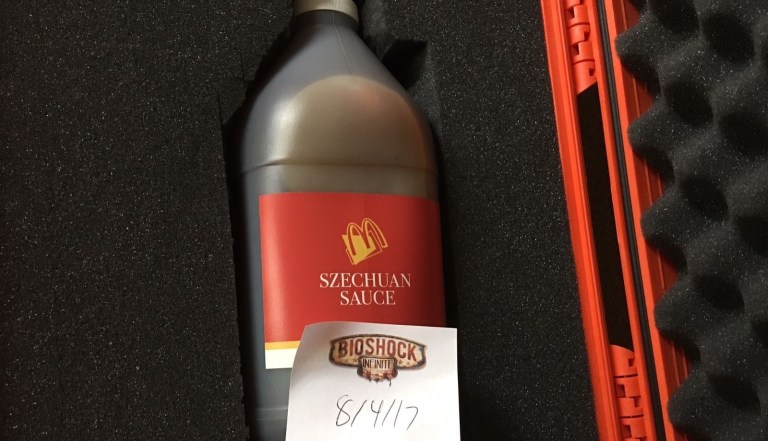 SZECHUAN
SAUCE
BIOSHOCK
INFINITE
8/4/17